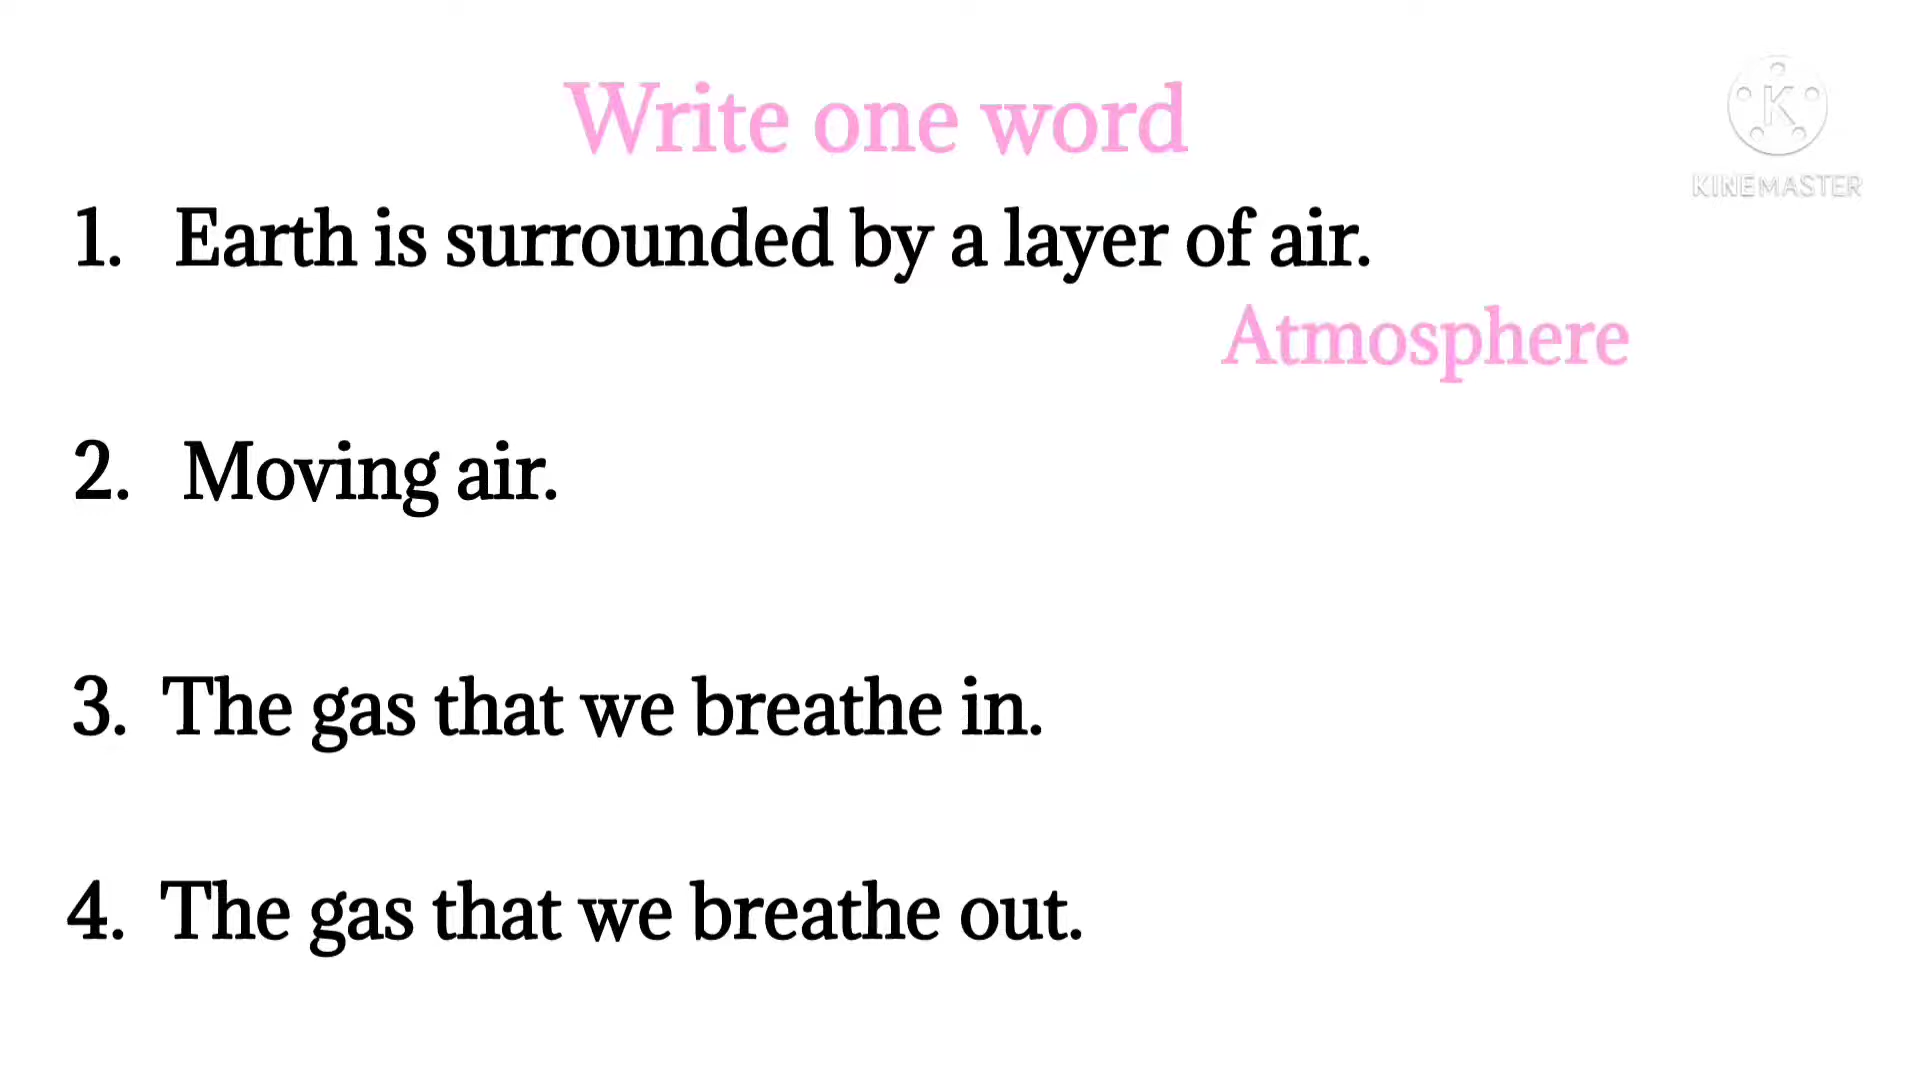 Write one word
K
KINEMASTER
1. Earth is surrounded by a layer of air.
Atmosphere
2. Moving air.
3. The gas that we breathe in.
4. The gas that we breathe out.